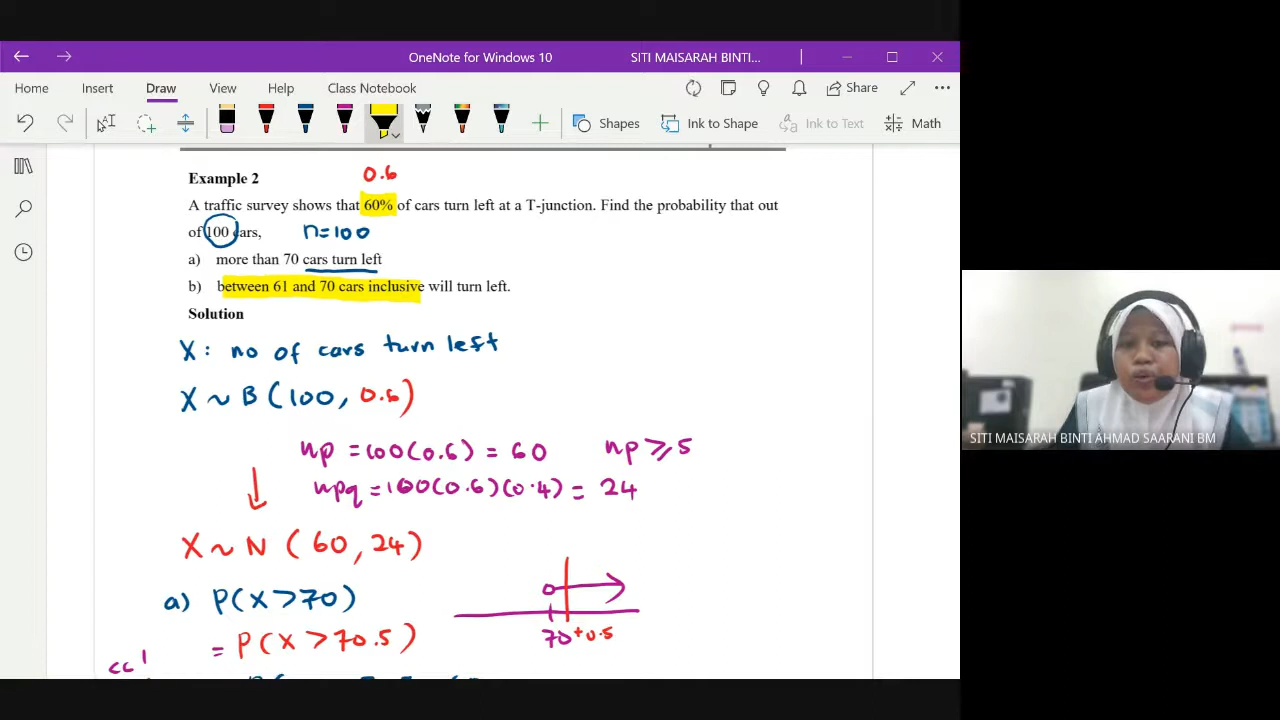 OneNote for Windows 10 SITI MAISARAH BINTI...
Home Insert Draw View Help Class Notebook Share
Shapes Ink to Shape Ink to Text Math
Example 2
0.6
A traffic survey shows that 60% of cars turn left at a T-junction. Find the probability that out
of 100 cars, n=100
a) more than 70 cars turn left
b) between 61 and 70 cars inclusive will turn left.
Solution
X: no of cars turn left
X ~ B (100, 0.6)
np = 100(0.6) = 60 np ≥ 5
npq = 100(0.6)(0.4) = 24
X ~ N (60, 24)
a) P(X > 70)
= P(X > 70.5)
70 +0.5
cc!
SITI MAISARAH BINTI AHMAD SAARANI BM